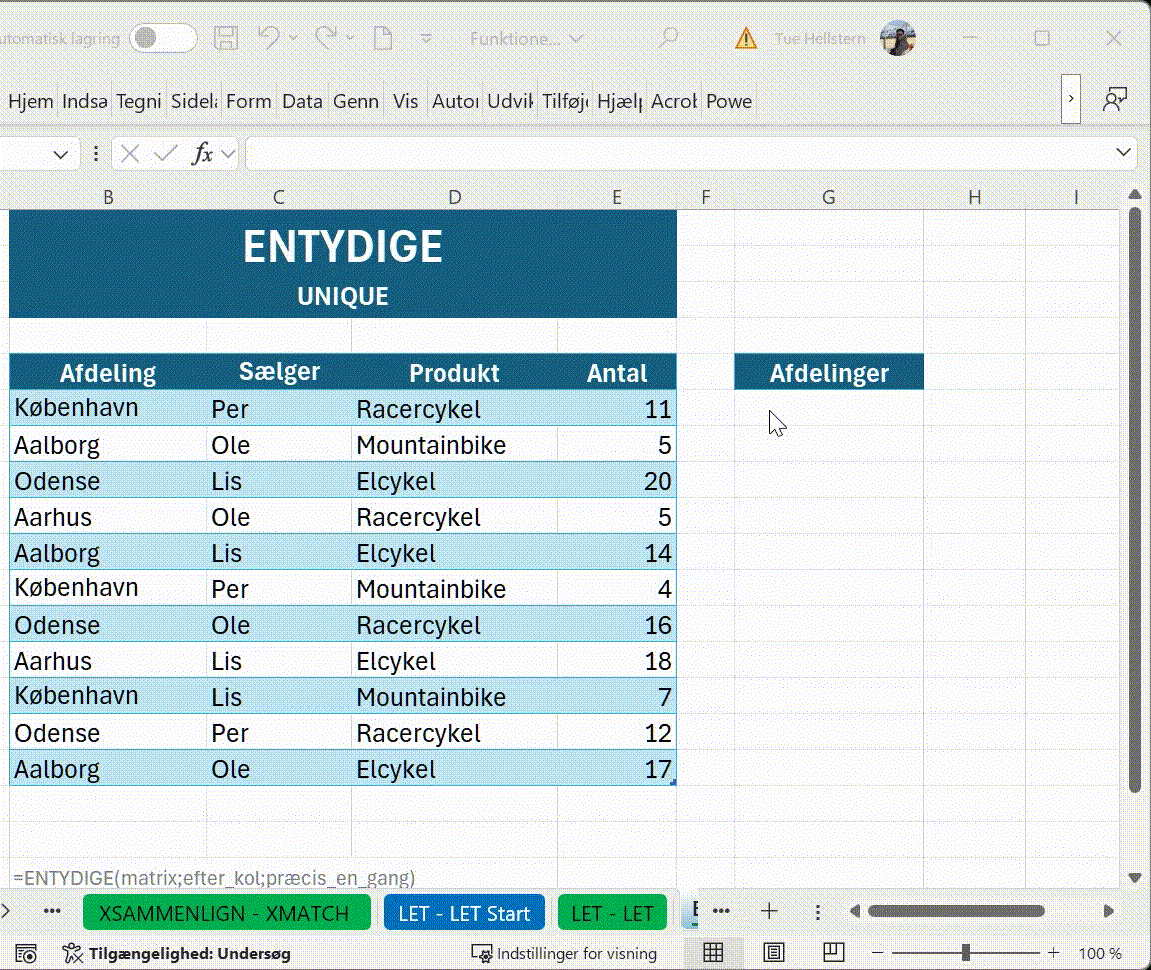 utomatisk lagring Funktione... Tue Hellstern
Hjem Indsa Tegni Sidel Form Data Genn Vis Auto Udvik Tilføj Hjælp Acrob Powe
fx
B C D E F G H I
ENTYDIGE
UNIQUE
Afdeling Sælger Produkt Antal Afdelinger
København Per Racercykel 11
Aalborg Ole Mountainbike 5
Odense Lis Elcykel 20
Aarhus Ole Racercykel 5
Aalborg Lis Elcykel 14
København Per Mountainbike 4
Odense Ole Racercykel 16
Aarhus Lis Elcykel 18
København Lis Mountainbike 7
Odense Per Racercykel 12
Aalborg Ole Elcykel 17
=ENTYDIGE(matrix;efter_kol;præcis_en_gang)
XSAMMENLIGN - XMATCH LET - LET Start LET - LET
Tilgængelighed: Undersøg Indstillinger for visning 100 %